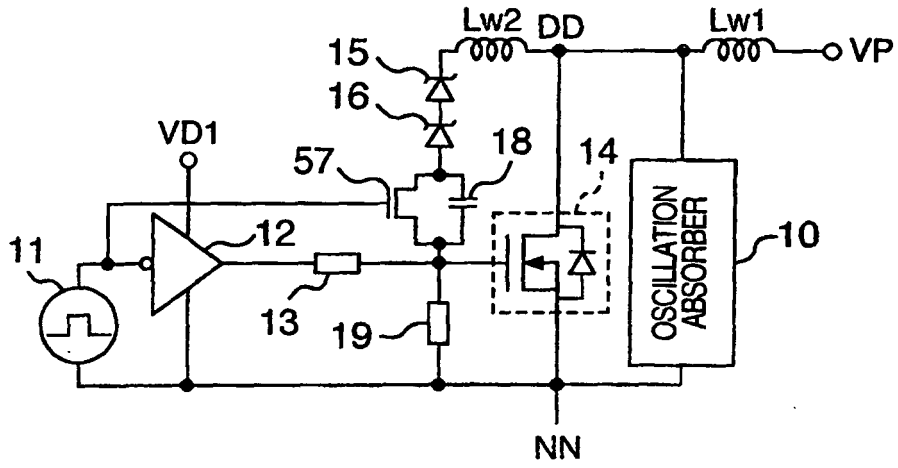 Lw2
DD
Lw1
VP
15
16
VD1
18
57
14
12
11
13
19
OSCILLATION
ABSORBER
10
NN